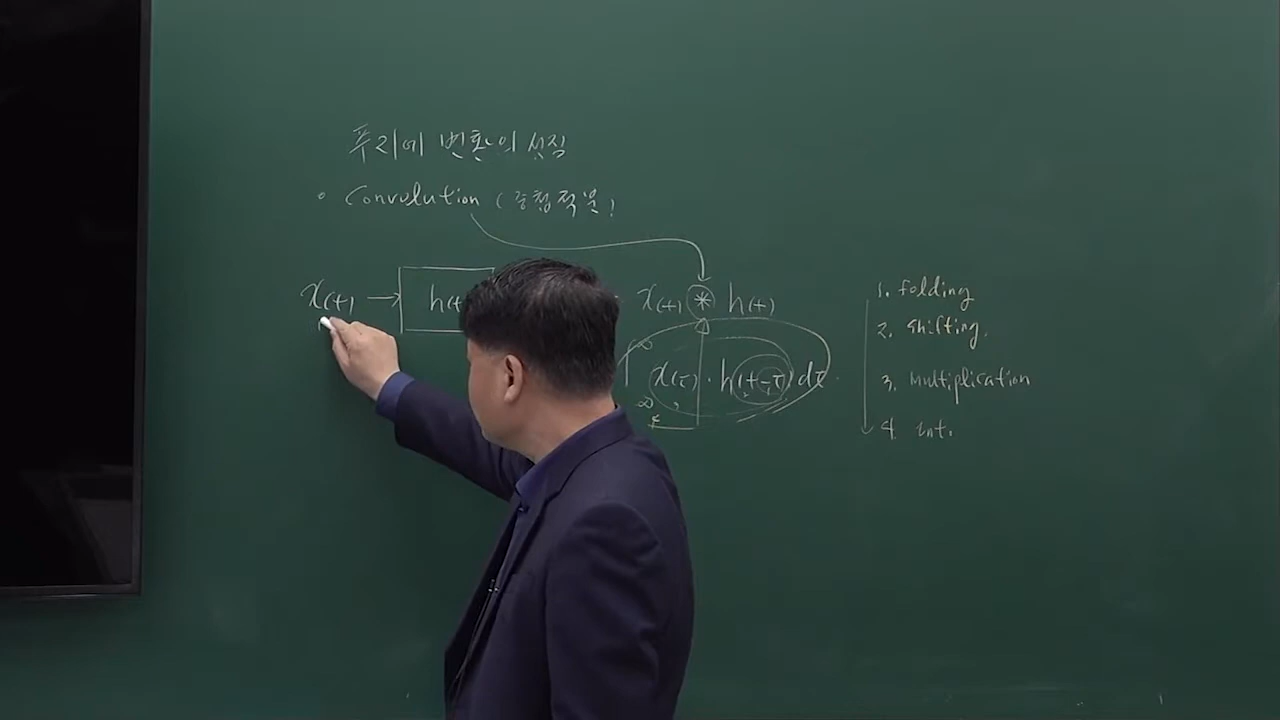 푸리에 변환의 성질
◦ Convolution (중첩적분)
x(t) → h(t
x(t) * h(t)
∫ ∞ ∞ x(τ) · h(t-τ) dτ
1. folding
2. shifting.
3. multiplication
4. int.